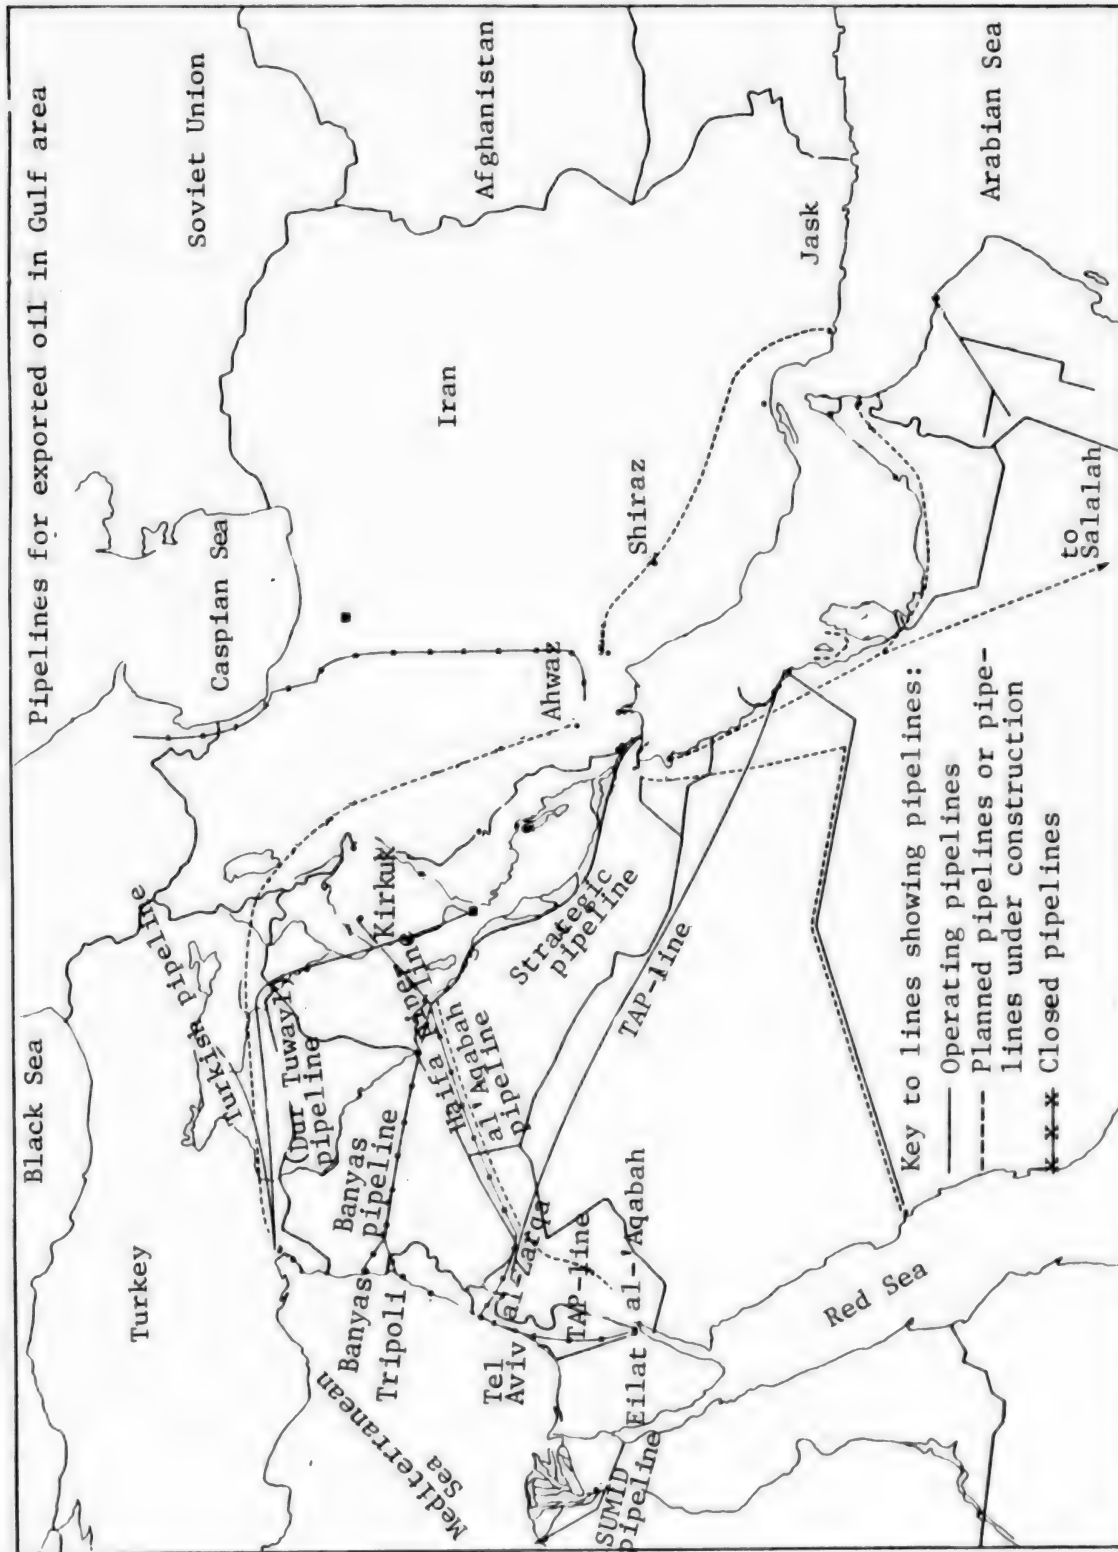 Pipelines for exported oil in Gulf area
Black Sea
Soviet Union
Caspian Sea
Turkey
Turkish pipeline
(Dur Tuwayr)
pipeline
Kirkuk
Iran
Afghanistan
Banyas
pipeline
Banyas
Tripoli
Mediterranean
Sea
Haifa Pipeline
al'Aqabah
pipeline
Ahwaz
Shiraz
Strategic
pipeline
Tel
Aviv
al-Zarqa
TAP-line
TAP-line
Jask
Eilat
al-'Aqabah
SUMID
pipeline
Red Sea
Arabian Sea
to
Salalah
Key to lines showing pipelines:
Operating pipelines
Planned pipelines or pipe-
lines under construction
x x x Closed pipelines